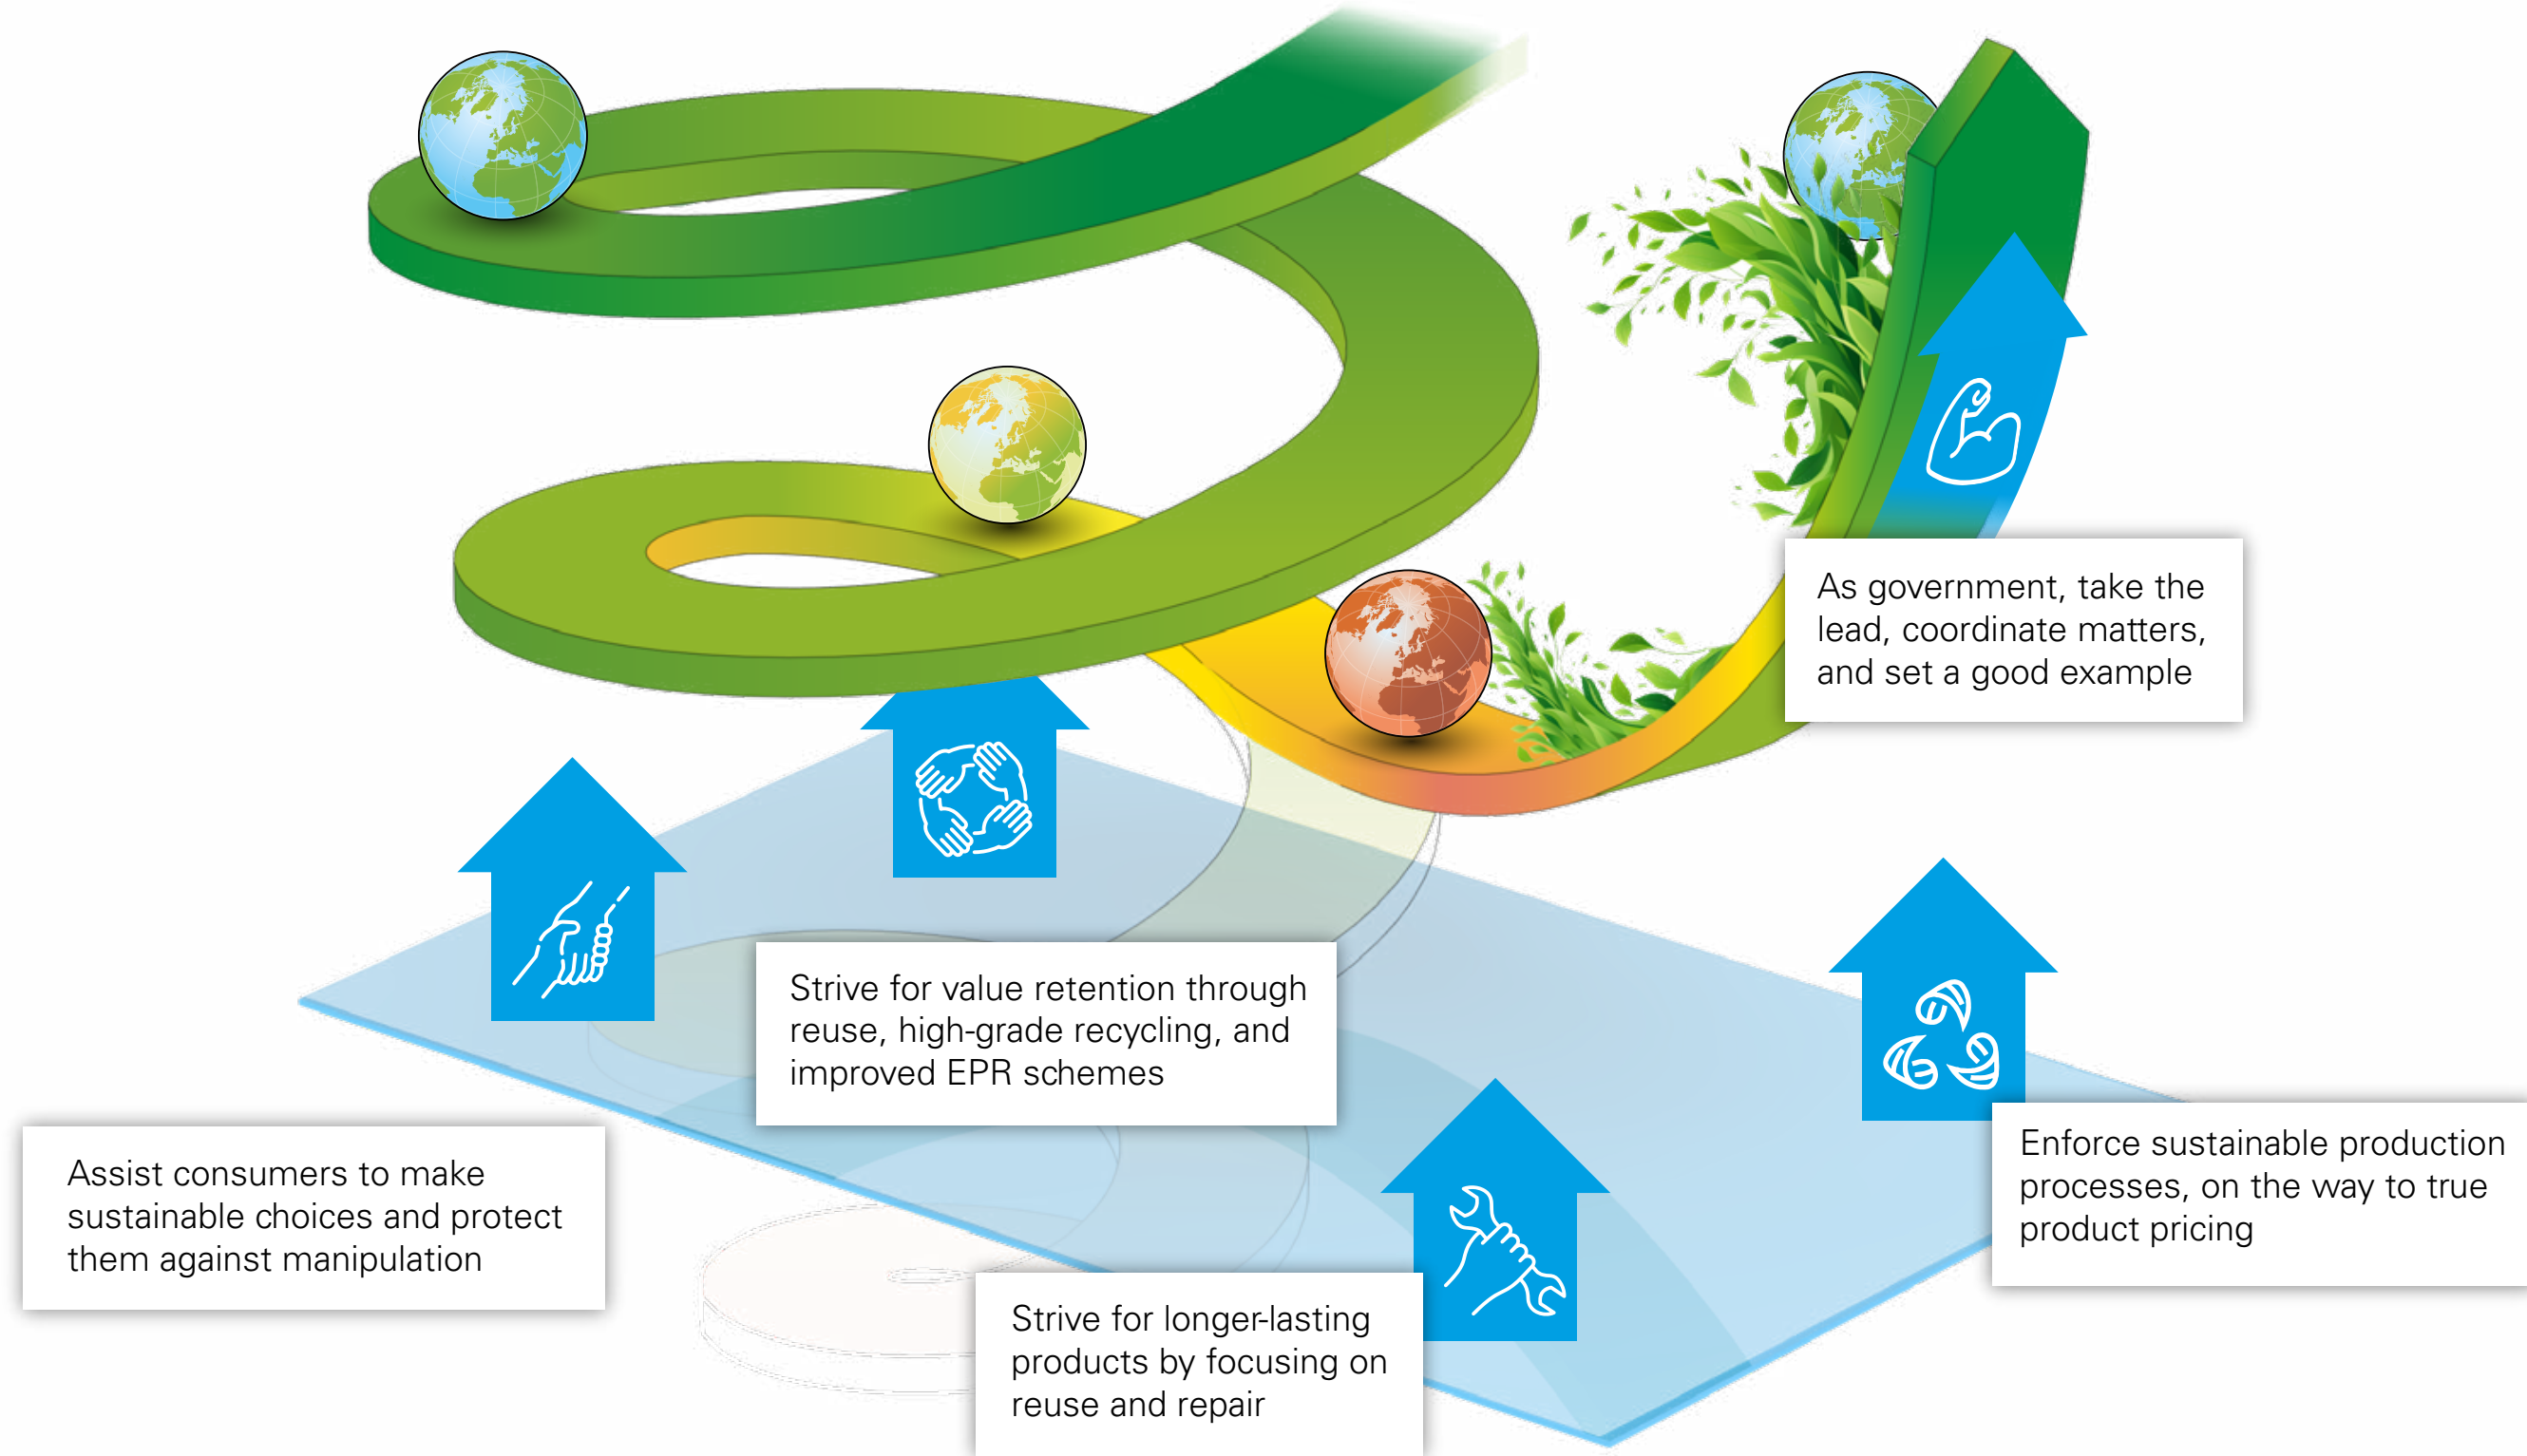 As government, take the
lead, coordinate matters,
and set a good example
Strive for value retention through
reuse, high-grade recycling, and
improved EPR schemes
Assist consumers to make
sustainable choices and protect
them against manipulation
Enforce sustainable production
processes, on the way to true
product pricing
Strive for longer-lasting
products by focusing on
reuse and repair